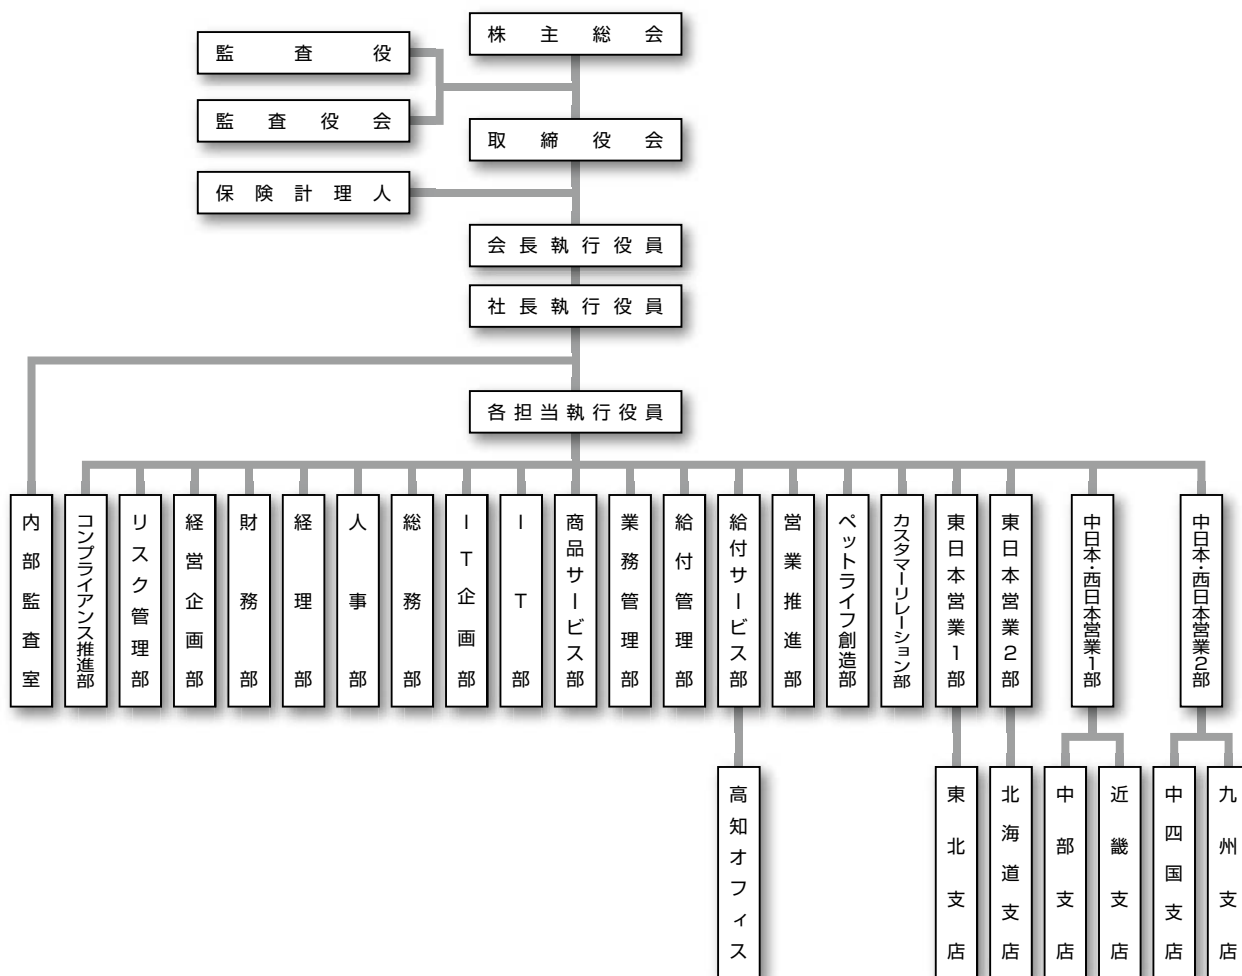 株主総会
監査役
監査役会
取締役会
保険計理人
会長執行役員
社長執行役員
各担当執行役員
内部監査室
コンプライアンス推進部
リスク管理部
経営企画部
財務部
経理部
人事部
総務部
IT企画部
IT部
商品サービス部
業務管理部
給付管理部
給付サービス部
営業推進部
ペットライフ創造部
カスタマーリレーション部
東日本営業1部
東日本営業2部
中日本・西日本営業1部
中日本・西日本営業2部
高知オフィス
東北支店
北海道支店
中部支店
近畿支店
中四国支店
九州支店